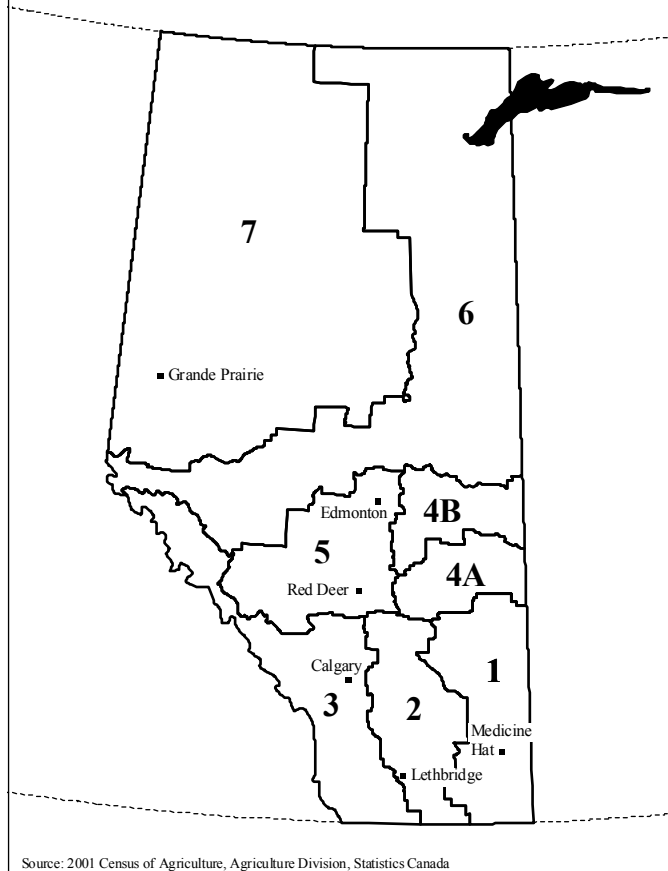 7
6
Grande Prairie
Edmonton
4B
5
4A
Red Deer
Calgary
1
3
2
Medicine
Hat
Lethbridge
Source: 2001 Census of Agriculture, Agriculture Division, Statistics Canada